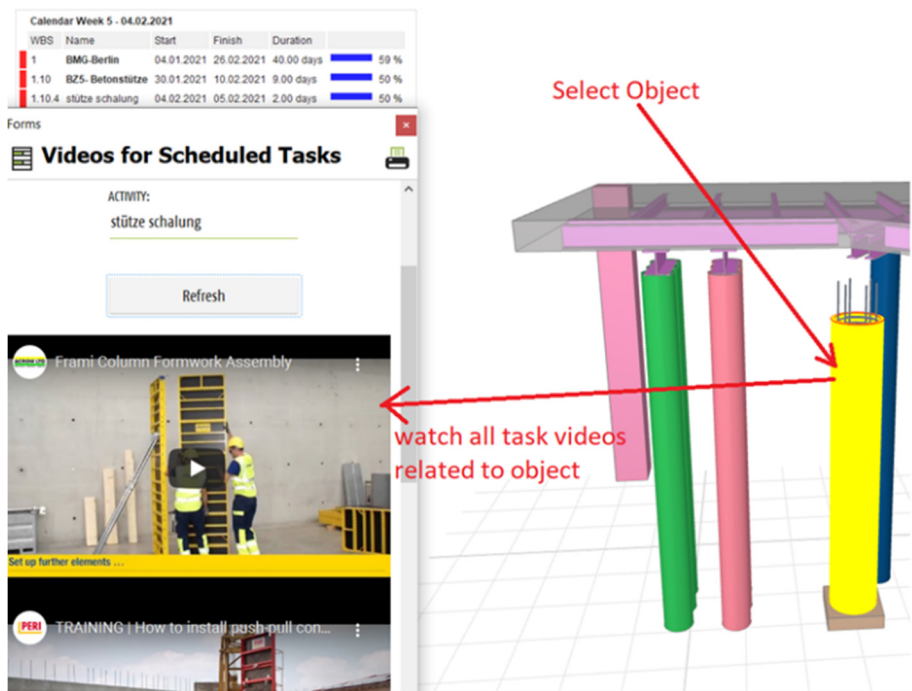 Calendar Week 5 - 04.02.2021
WBS Name Start Finish Duration
1 BMG-Berlin 04.01.2021 26.02.2021 40.00 days 59 %
1.10 BZ5- Betonstütze 30.01.2021 10.02.2021 9.00 days 50 %
1.10.4 stütze schalung 04.02.2021 05.02.2021 2.00 days 50 %
Forms
Videos for Scheduled Tasks
ACTIVITY:
stütze schalung
Refresh
ACROW LTD
Frami Column Formwork Assembly
Set up further elements ...
PERI
TRAINING | How to install push-pull con...
Select Object
watch all task videos
related to object